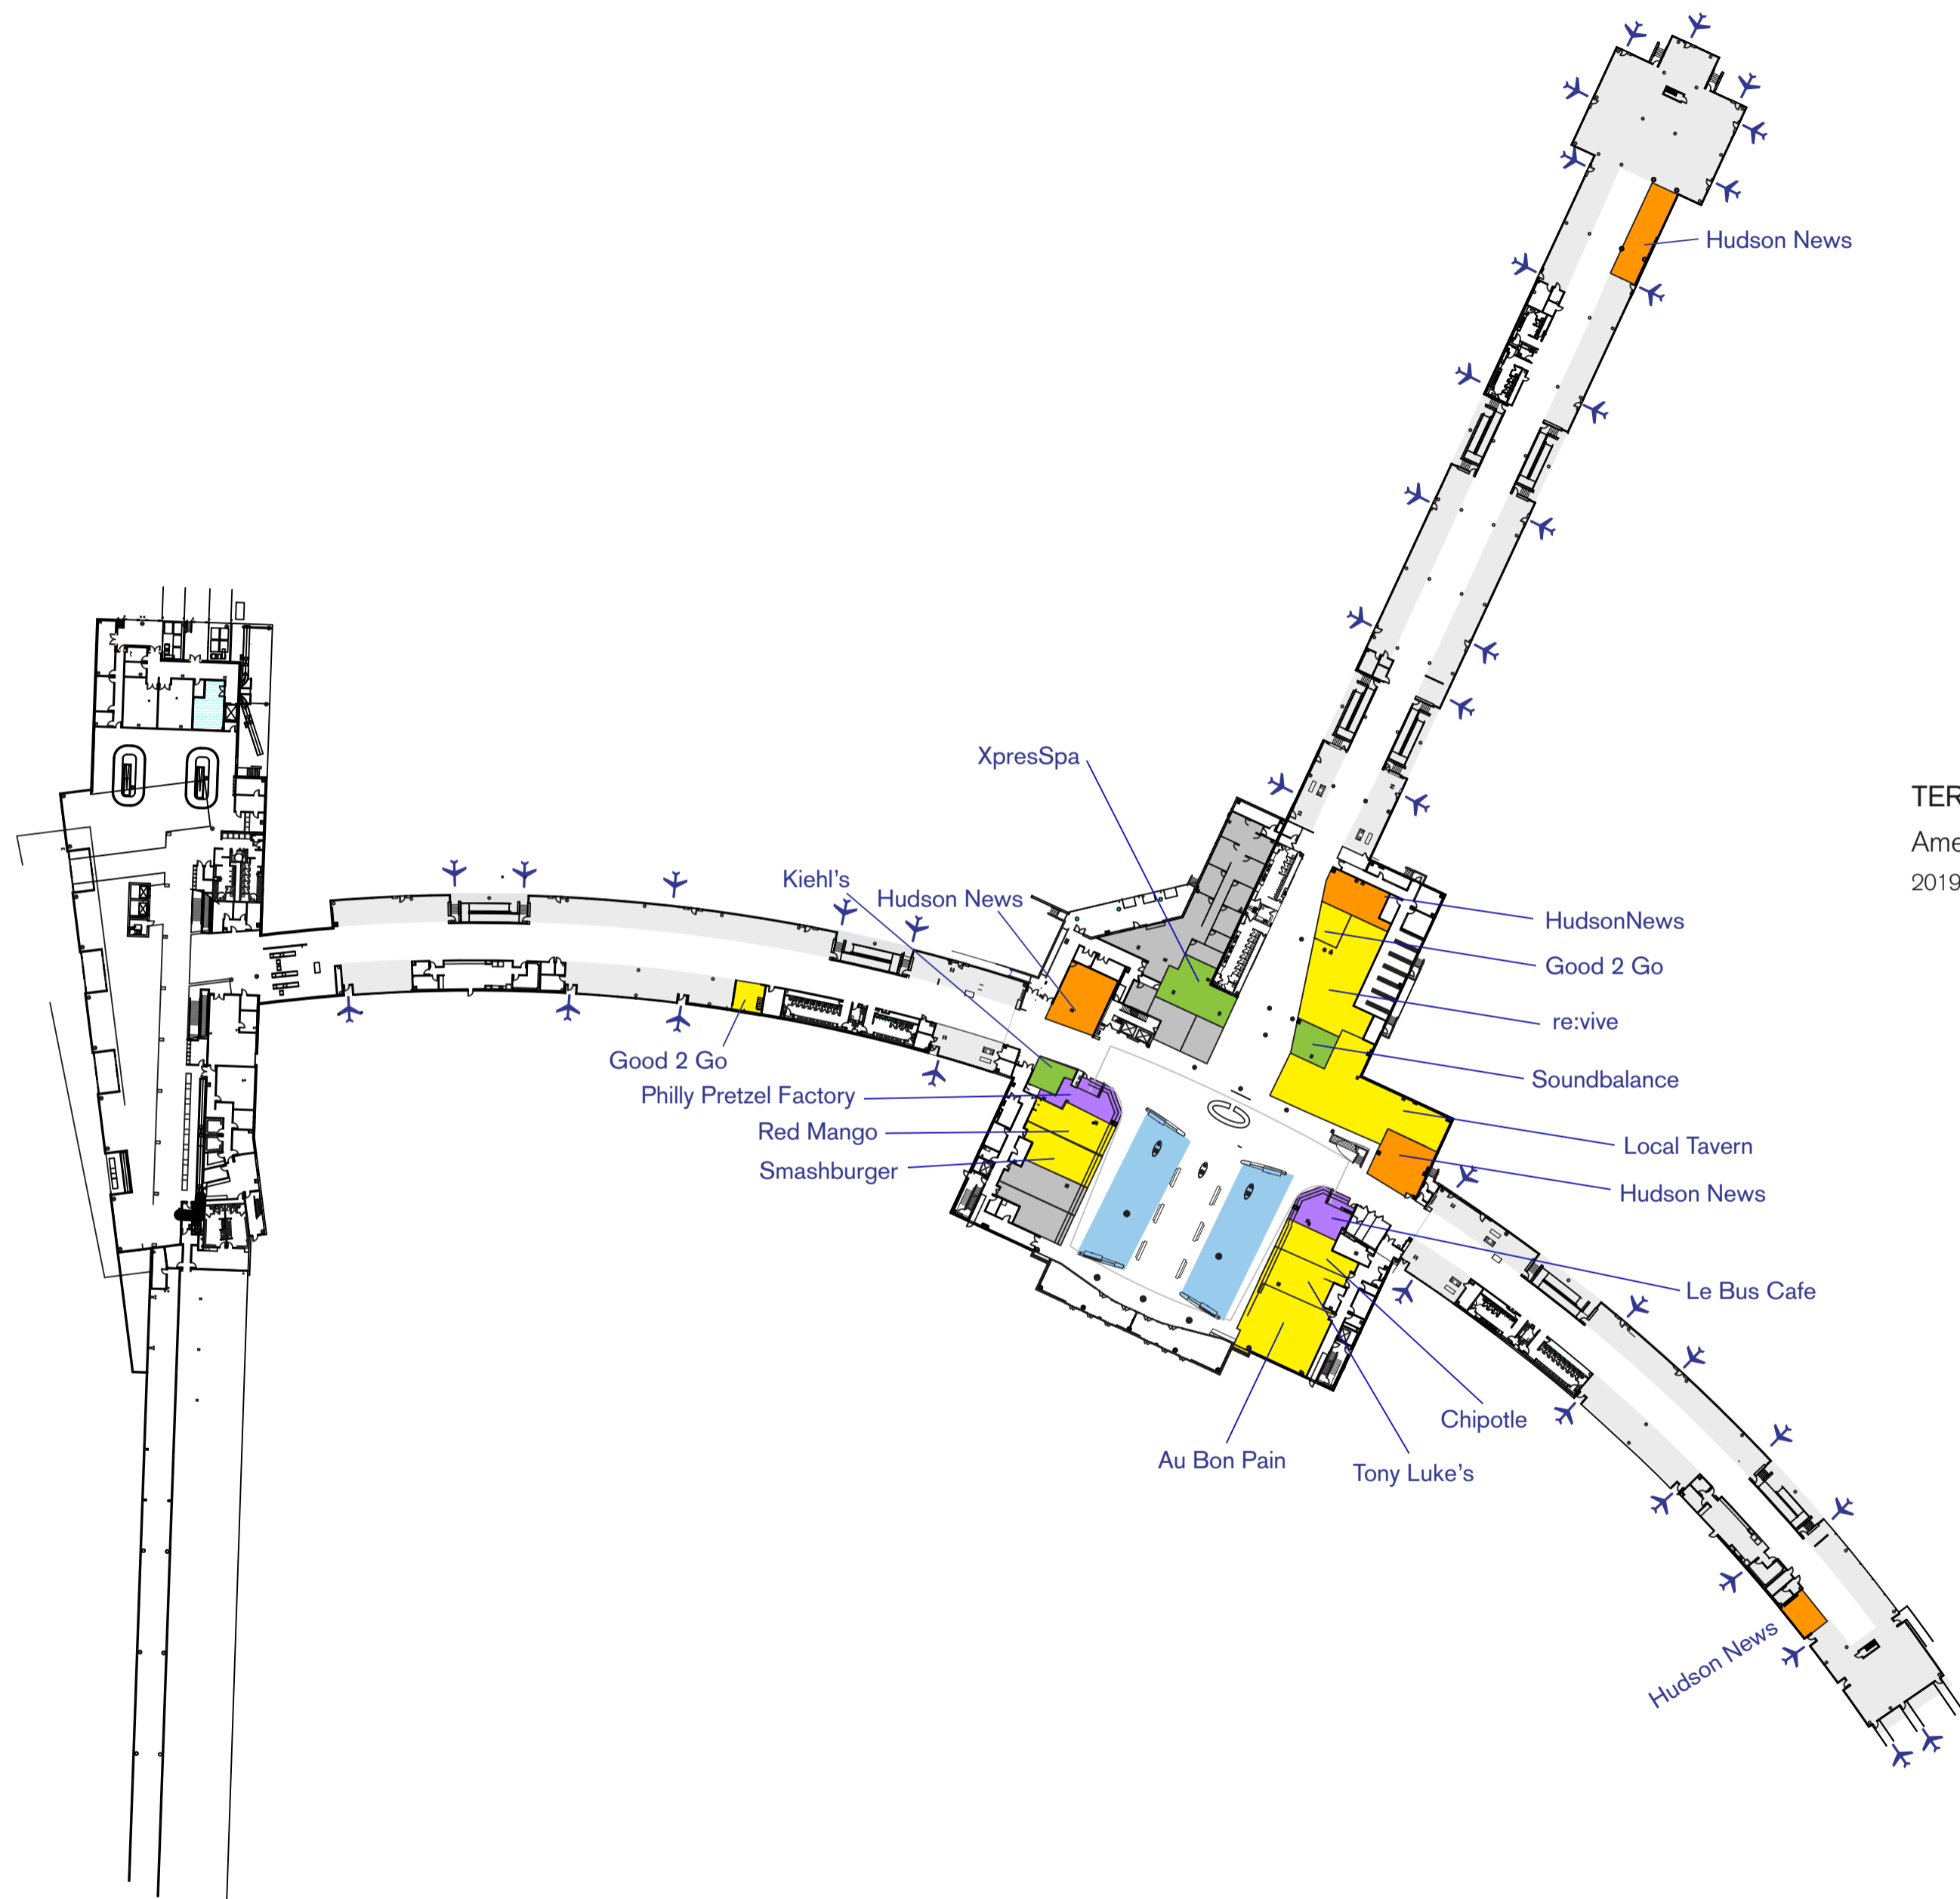 Hudson News
XpresSpa
TER
Ame
2019
Kiehl's
Hudson News
HudsonNews
Good 2 Go
re:vive
Good 2 Go
Soundbalance
Philly Pretzel Factory
Red Mango
Smashburger
C
Local Tavern
Hudson News
Le Bus Cafe
Chipotle
Au Bon Pain
Tony Luke's
Hudson News